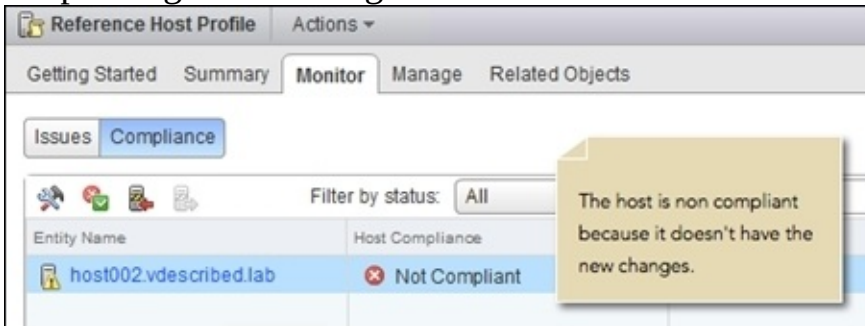 Reference Host Profile Actions
Getting Started Summary Monitor Manage Related Objects
Issues Compliance
Filter by status: All
Entity Name Host Compliance
host002.vdescribed.lab Not Compliant
The host is non compliant
because it doesn't have the
new changes.